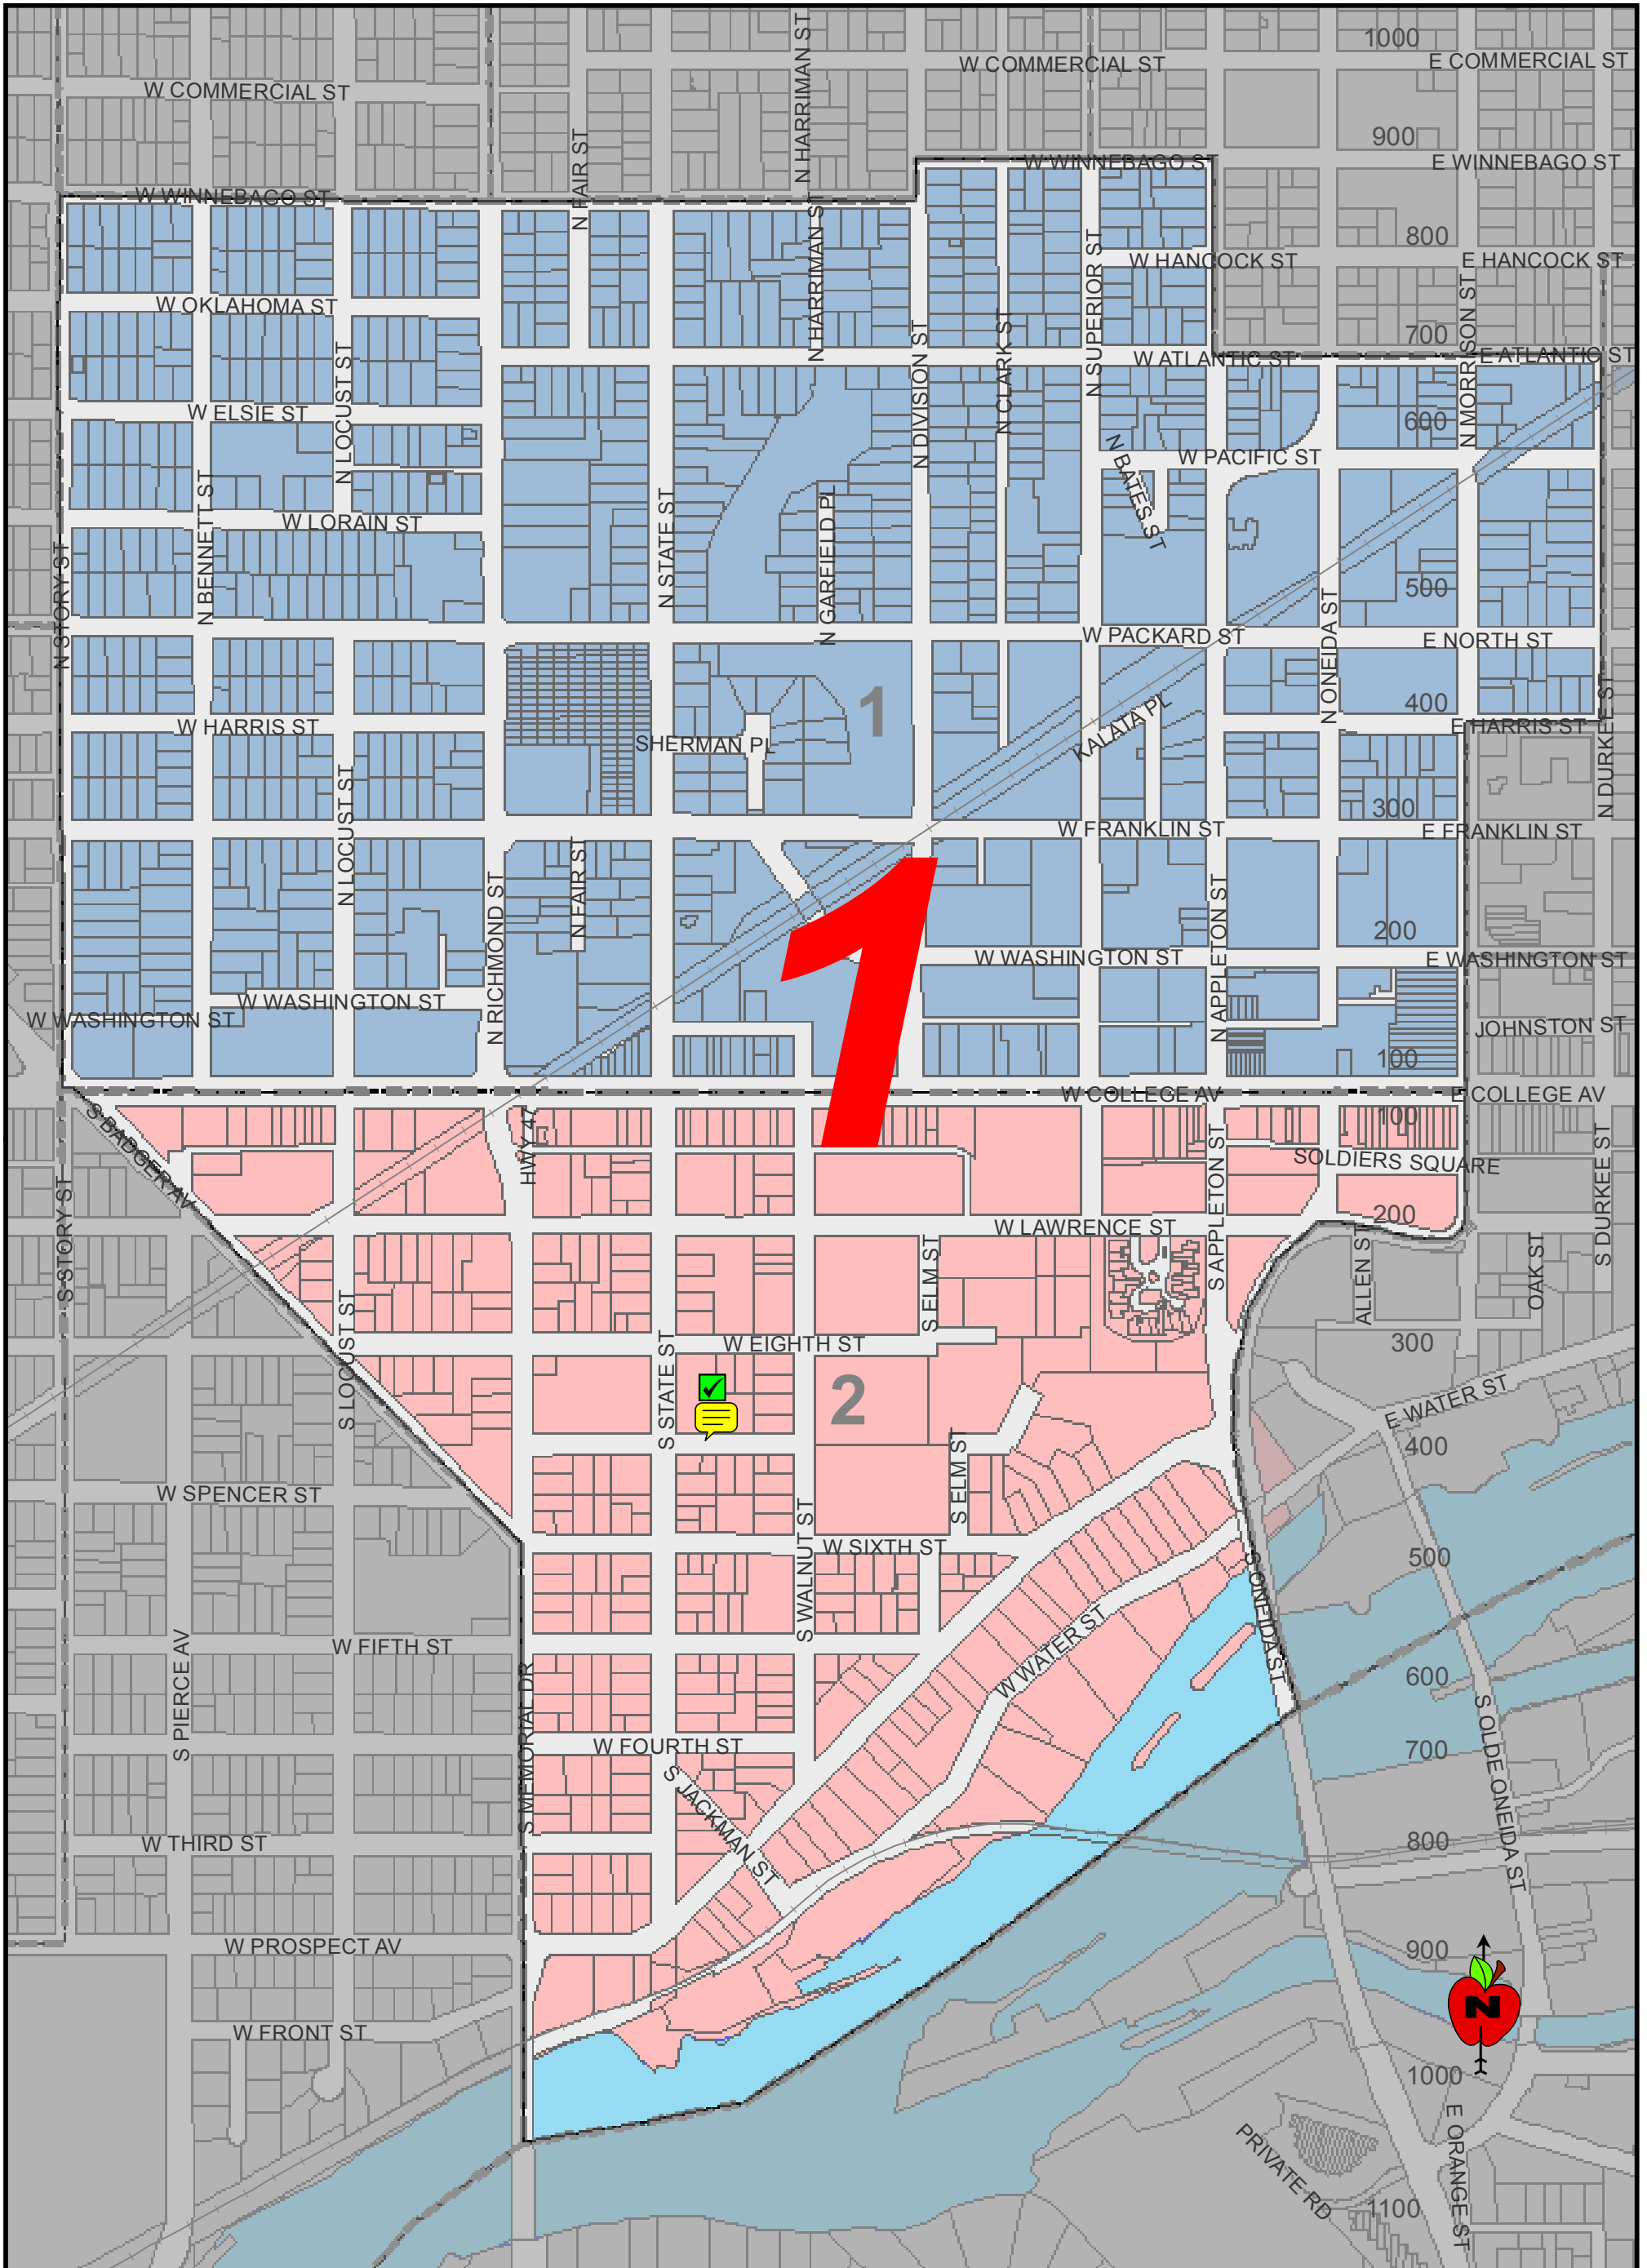 1000
W COMMERCIAL ST
E COMMERCIAL ST
W COMMERCIAL ST
N HARRIMAN ST
900
N FAIR ST
W WINNEBAGO ST
E WINNEBAGO ST
W WINNEBAGO ST
800
N HARRIMAN ST
W HANCOCK ST
E HANCOCK ST
N SUPERIOR ST
W OKLAHOMA ST
N MORRISON ST
700
N DIVISION ST
N CLARK ST
W ATLANTIC ST
E ATLANTIC ST
N LOCUST ST
W ELSIE ST
600
W PACIFIC ST
N BATES ST
N BENNETT ST
W LORAIN ST
N STATE ST
N GARFIELD PL
500
N STORY ST
W PACKARD ST
E NORTH ST
N ONEIDA ST
400
1
W HARRIS ST
E HARRIS ST
KALATA PL
SHERMAN PL
N DURKEE ST
N LOCUST ST
300
W FRANKLIN ST
E FRANKLIN ST
N FAIR ST
N RICHMOND ST
N APPLETON ST
1
200
W WASHINGTON ST
E WASHINGTON ST
W WASHINGTON ST
W WASHINGTON ST
JOHNSTON ST
100
W COLLEGE AV
E COLLEGE AV
100
S BADGER AV
HWY 47
SOLDIERS SQUARE
S DURKEE ST
S STORY ST
S APPLETON ST
200
W LAWRENCE ST
S ELM ST
ALLEN ST
OAK ST
S LOCUST ST
W EIGHTH ST
300
S STATE ST
2
E WATER ST
400
S ELM ST
W SPENCER ST
S WALNUT ST
W SIXTH ST
500
S ONEIDA ST
W FIFTH ST
W WATER ST
600
S PIERCE AV
S MEMORIAL DR
W FOURTH ST
700
S OLDE ONEIDA ST
S JACKMAN ST
W THIRD ST
800
W PROSPECT AV
900
N
W FRONT ST
1000
E ORANGE ST
PRIVATE RD
1100